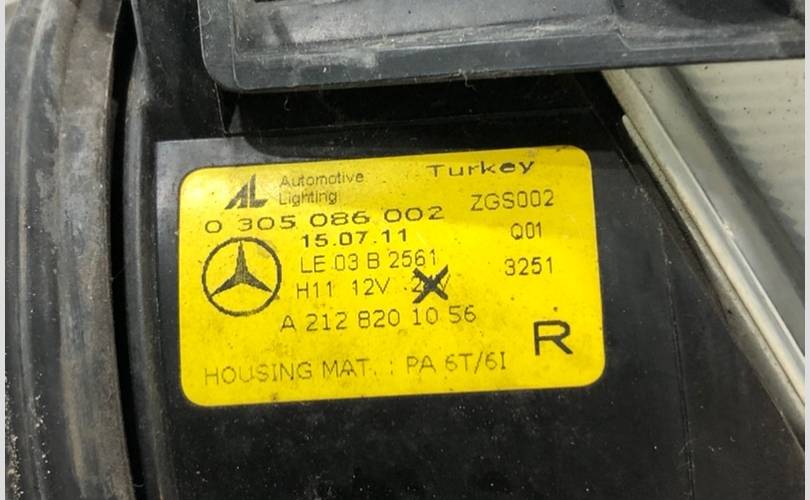 AL Automotive Lighting Turkey
0 305 086 002 ZGS002
15.07.11 Q01
LE 03 B 2561 3251
H11 12V
A 212 820 10 56 R
HOUSING MAT. : PA 6T/6I